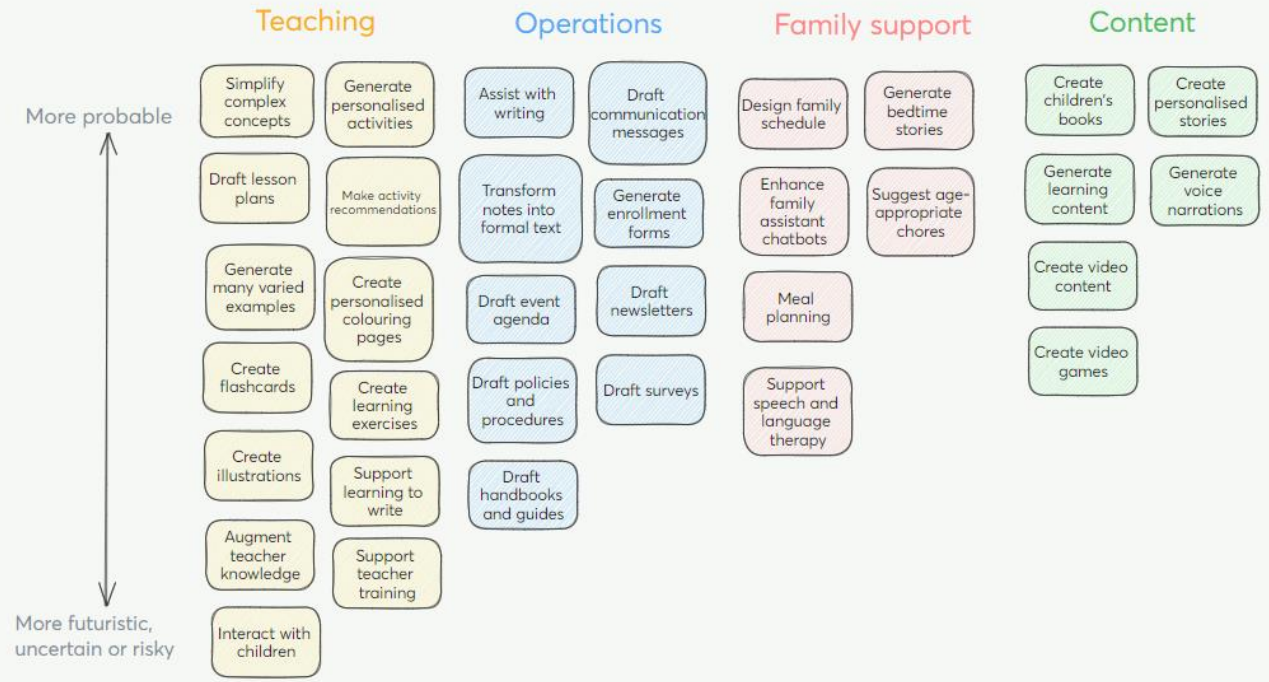 Teaching
Operations
Family support
Content
More probable
More futuristic,
uncertain or risky
Simplify
complex
concepts
Generate
personalised
activities
Draft lesson
plans
Make activity
recommendations
Generate
many varied
examples
Create
personalised
colouring
pages
Create
flashcards
Create
learning
exercises
Create
illustrations
Support
learning to
write
Augment
teacher
knowledge
Support
teacher
training
Interact with
children
Assist with
writing
Draft
communication
messages
Transform
notes into
formal text
Generate
enrollment
forms
Draft event
agenda
Draft
newsletters
Draft policies
and
procedures
Draft surveys
Draft
handbooks
and guides
Design family
schedule
Generate
bedtime
stories
Enhance
family
assistant
chatbots
Suggest age-
appropriate
chores
Meal
planning
Support
speech and
language
therapy
Create
children's
books
Create
personalised
stories
Generate
learning
content
Generate
voice
narrations
Create video
content
Create video
games